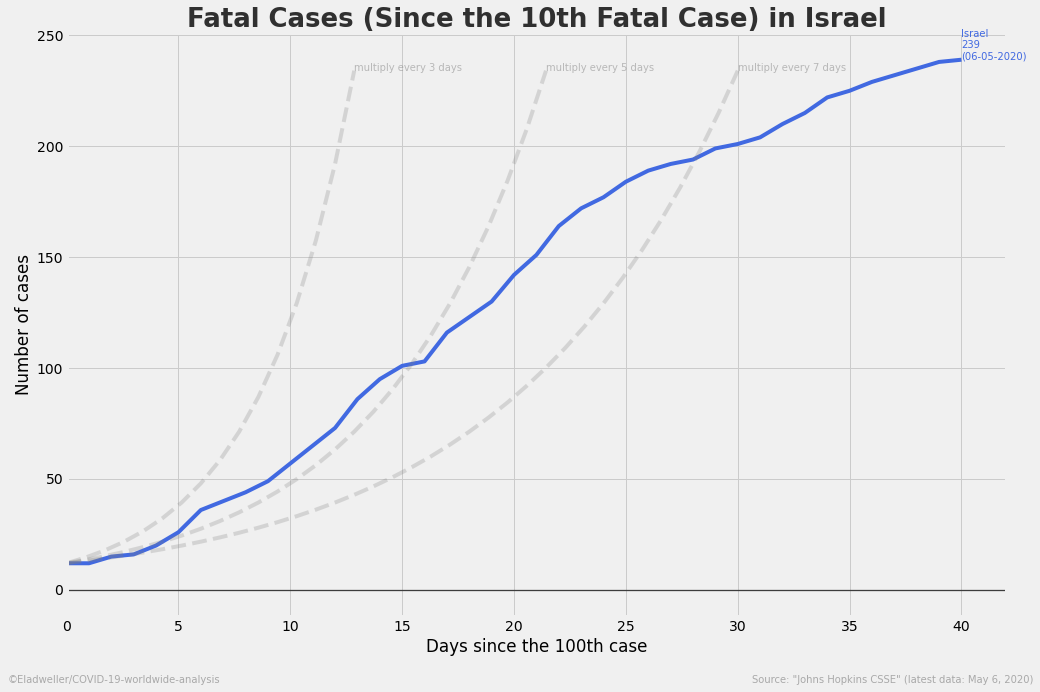 Fatal Cases (Since the 10th Fatal Case) in Israel
250
200
150
100
50
0
Number of cases
multiply every 3 days
multiply every 5 days
multiply every 7 days
Israel
239
(06-05-2020)
0 5 10 15 20 25 30 35 40
Days since the 100th case
©Eladweller/COVID-19-worldwide-analysis
Source: "Johns Hopkins CSSE" (latest data: May 6, 2020)